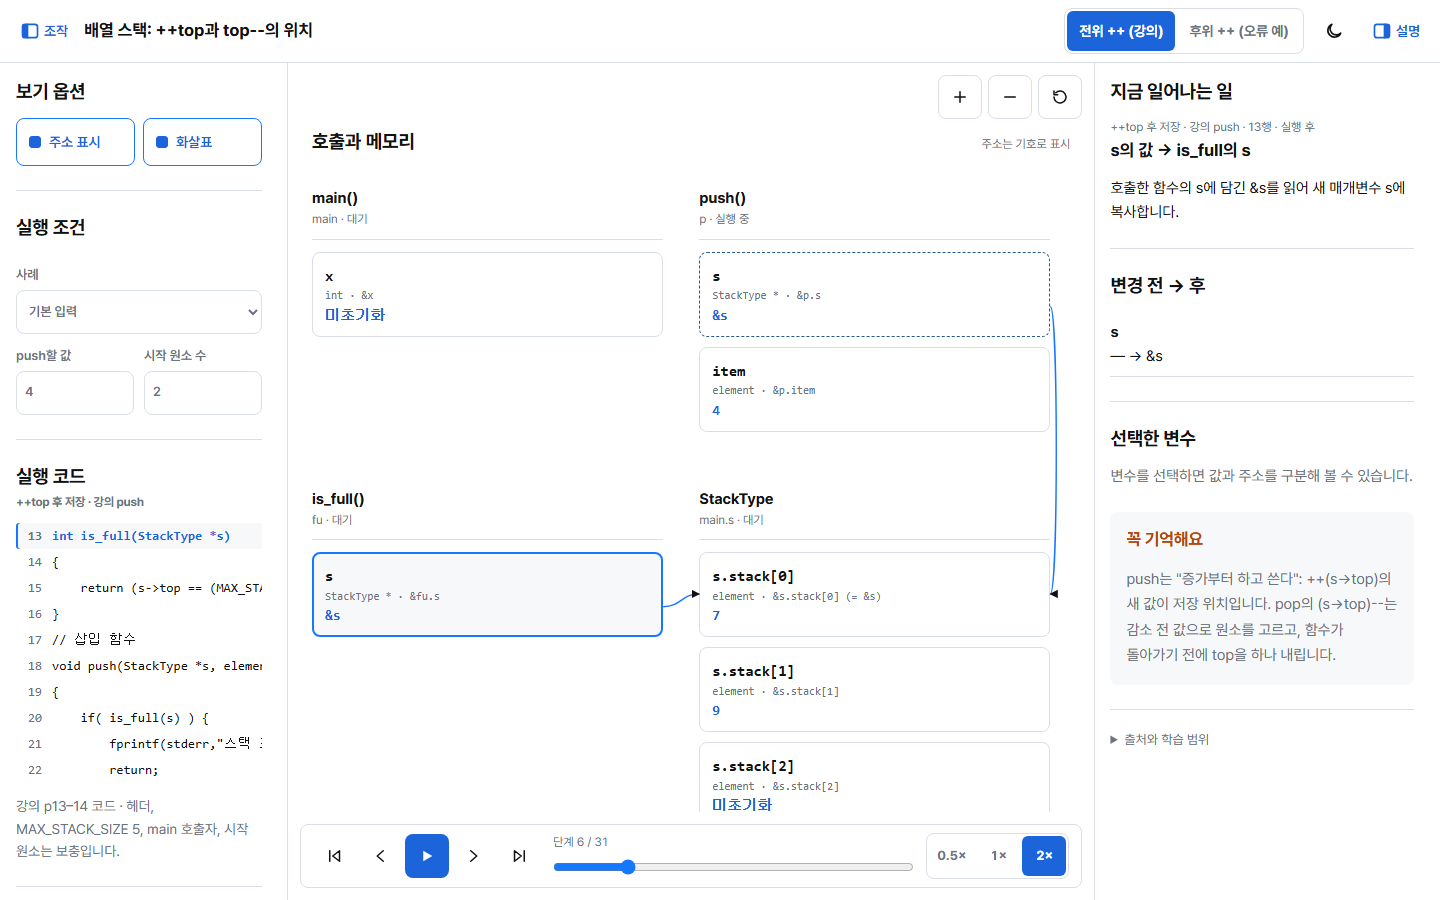 조작
배열 스택: ++top과 top--의 위치
전위 ++ (강의)
후위 ++ (오류 예)
설명
보기 옵션
주소 표시
화살표
실행 조건
사례
기본 입력
push할 값
시작 원소 수
4
2
실행 코드
++top 후 저장 · 강의 push
13 int is_full(StackType *s)
14 {
15 return (s->top == (MAX_STA
16 }
17 // 삽입 함수
18 void push(StackType *s, elemen
19 {
20 if( is_full(s) ) {
21 fprintf(stderr,"스택
22 return;
강의 p13–14 코드 · 헤더,
MAX_STACK_SIZE 5, main 호출자, 시작
원소는 보충입니다.
호출과 메모리
주소는 기호로 표시
main()
main · 대기
x
int · &x
미초기화
push()
p · 실행 중
s
StackType * · &p.s
&s
item
element · &p.item
4
is_full()
fu · 대기
s
StackType * · &fu.s
&s
StackType
main.s · 대기
s.stack[0]
element · &s.stack[0] (= &s)
7
s.stack[1]
element · &s.stack[1]
9
s.stack[2]
element · &s.stack[2]
미초기화
단계 6 / 31
0.5×
1×
2×
지금 일어나는 일
++top 후 저장 · 강의 push · 13행 · 실행 후
s의 값 → is_full의 s
호출한 함수의 s에 담긴 &s를 읽어 새 매개변수 s에
복사합니다.
변경 전 → 후
s
— → &s
선택한 변수
변수를 선택하면 값과 주소를 구분해 볼 수 있습니다.
꼭 기억해요
push는 "증가부터 하고 쓴다": ++(s→top)의
새 값이 저장 위치입니다. pop의 (s→top)--는
감소 전 값으로 원소를 고르고, 함수가
돌아가기 전에 top을 하나 내립니다.
출처와 학습 범위